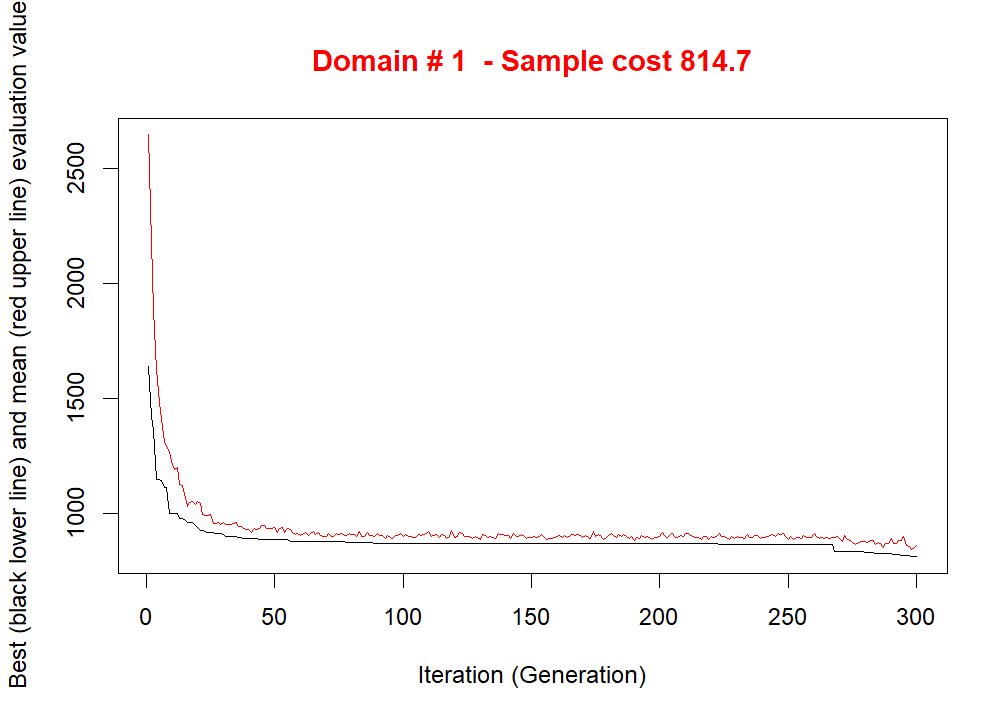 Domain # 1  - Sample cost 814.7
Best (black lower line) and mean (red upper line) evaluation value
2500
2000
1500
1000
0 50 100 150 200 250 300
Iteration (Generation)